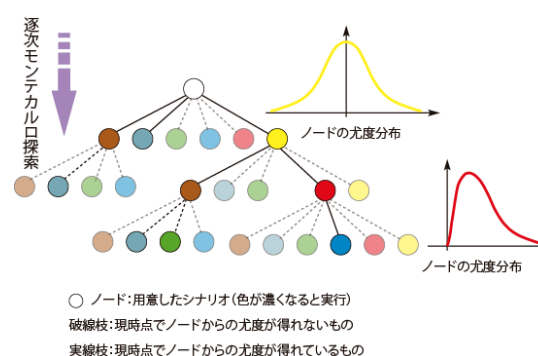 逐次モンテカルロ探索
ノードの尤度分布
ノードの尤度分布
ノード：用意したシナリオ（色が濃くなると実行）
破線枝：現時点でノードからの尤度が得れないもの
実線枝：現時点でノードからの尤度が得れているもの